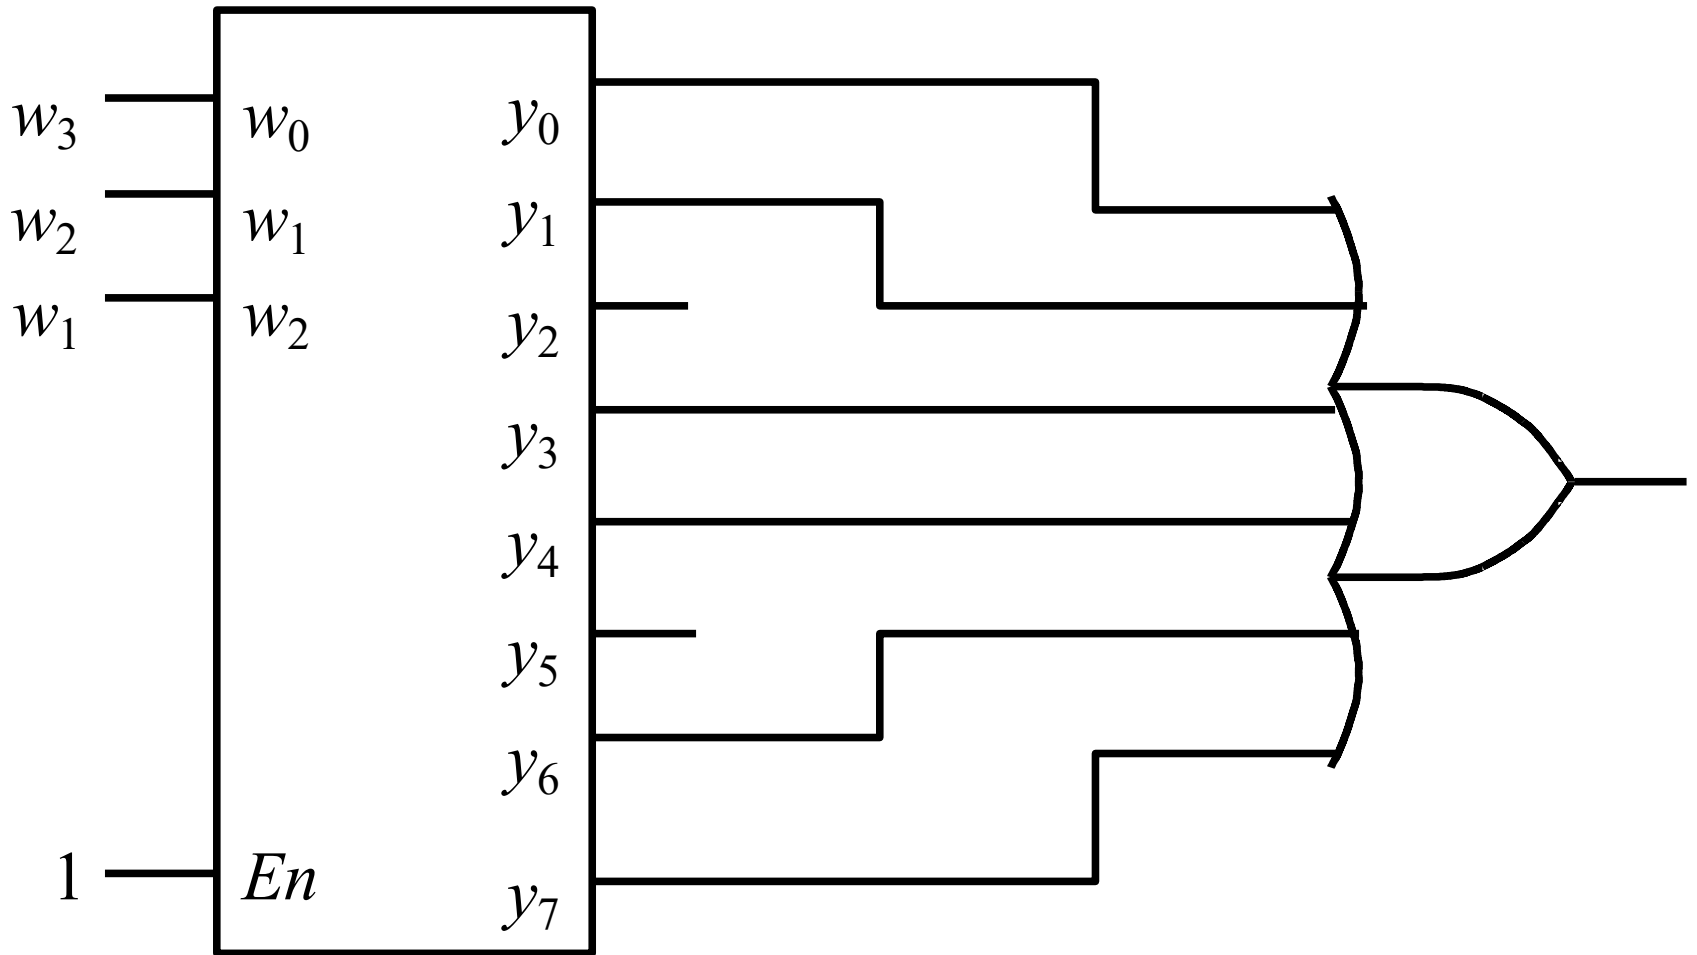 w₃ w₀ y₀
w₂ w₁ y₁
w₁ w₂ y₂
y₃
y₄
y₅
y₆
1 En y₇